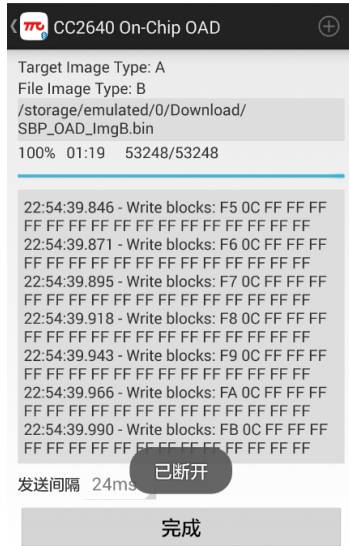 TTC CC2640 On-Chip OAD
Target Image Type: A
File Image Type: B
/storage/emulated/0/Download/
SBP_OAD_ImgB.bin
100% 01:19 53248/53248
22:54:39.846 - Write blocks: F5 0C FF FF FF
FF FF FF FF FF FF FF FF FF FF FF FF FF
22:54:39.871 - Write blocks: F6 0C FF FF FF
FF FF FF FF FF FF FF FF FF FF FF FF FF
22:54:39.895 - Write blocks: F7 0C FF FF FF
FF FF FF FF FF FF FF FF FF FF FF FF FF
22:54:39.918 - Write blocks: F8 0C FF FF FF
FF FF FF FF FF FF FF FF FF FF FF FF FF
22:54:39.943 - Write blocks: F9 0C FF FF FF
FF FF FF FF FF FF FF FF FF FF FF FF FF
22:54:39.966 - Write blocks: FA 0C FF FF FF
FF FF FF FF FF FF FF FF FF FF FF FF FF
22:54:39.990 - Write blocks: FB 0C FF FF FF
FF FF FF FF FF FF FF FF FF FF FF FF FF
已断开
发送间隔 24ms
完成